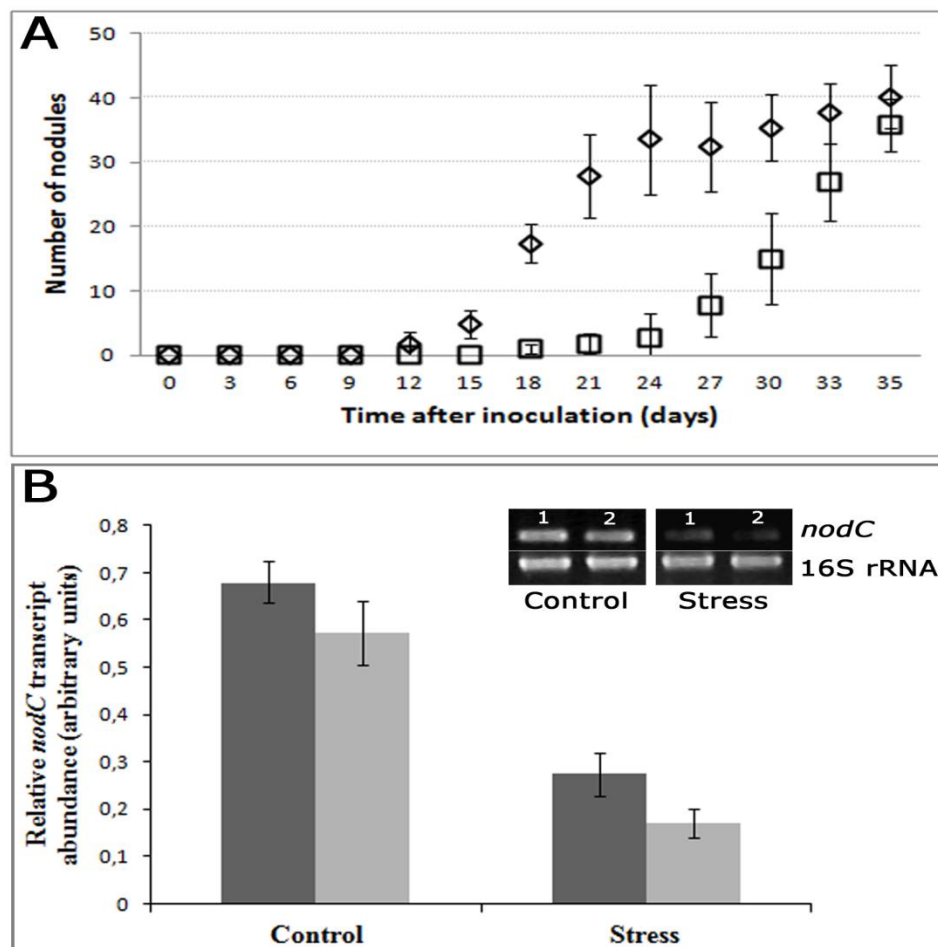 A
Number of nodules
50
40
30
20
10
0
0 3 6 9 12 15 18 21 24 27 30 33 35
Time after inoculation (days)
B
Relative nodC transcript
abundance (arbitrary units)
0,8
0,7
0,6
0,5
0,4
0,3
0,2
0,1
0
1 2 1 2
nodC
16S rRNA
Control Stress
Control Stress